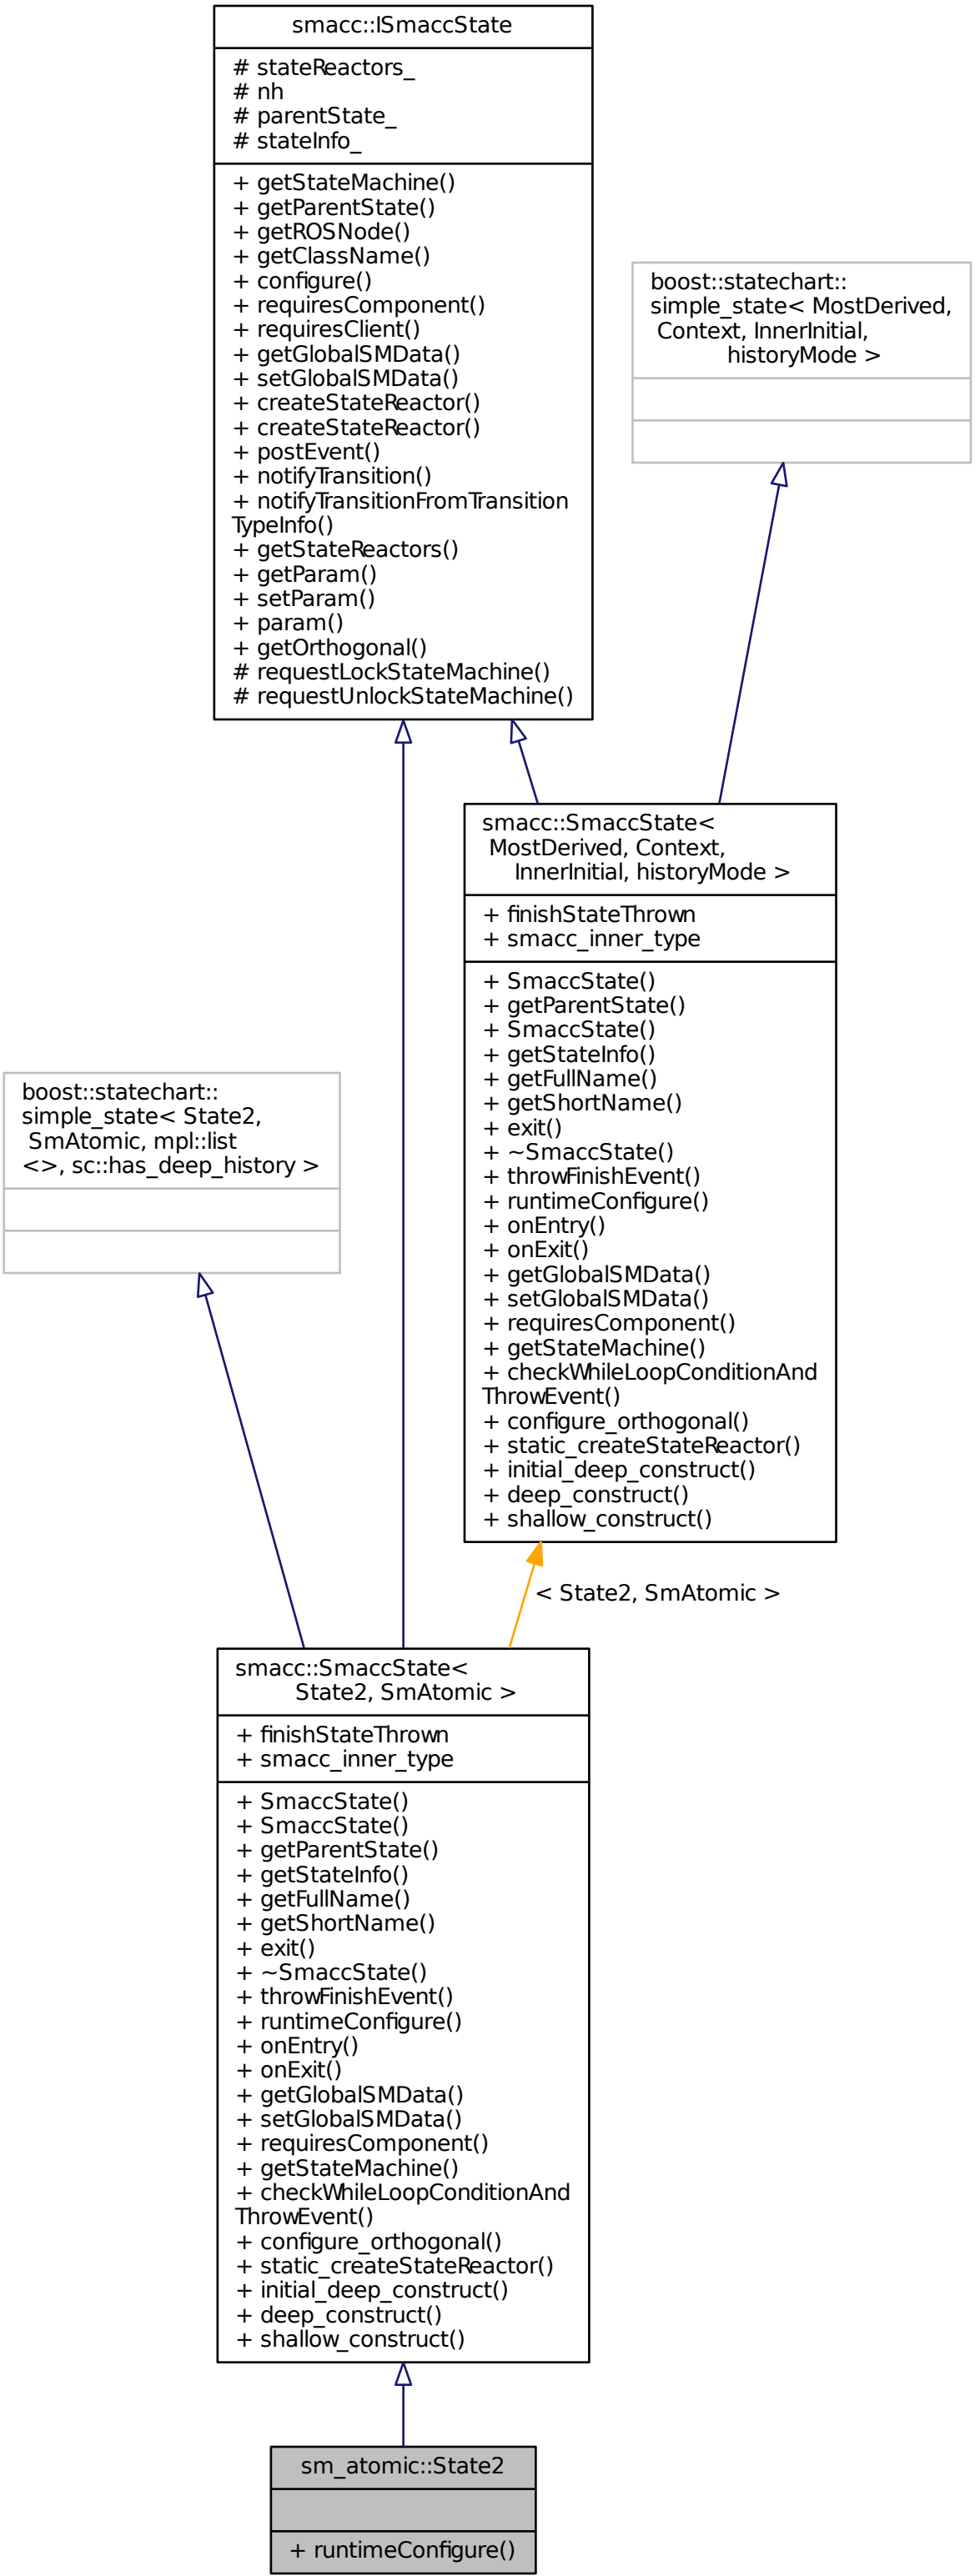 smacc::ISmaccState
# stateReactors_
# nh
# parentState_
# stateInfo_
+ getStateMachine()
+ getParentState()
+ getROSNode()
+ getClassName()
+ configure()
+ requiresComponent()
+ requiresClient()
+ getGlobalSMData()
+ setGlobalSMData()
+ createStateReactor()
+ createStateReactor()
+ postEvent()
+ notifyTransition()
+ notifyTransitionFromTransition
TypeInfo()
+ getStateReactors()
+ getParam()
+ setParam()
+ param()
+ getOrthogonal()
# requestLockStateMachine()
# requestUnlockStateMachine()
boost::statechart::
simple_state< MostDerived,
Context, InnerInitial,
historyMode >
smacc::SmaccState<
MostDerived, Context,
InnerInitial, historyMode >
+ finishStateThrown
+ smacc_inner_type
+ SmaccState()
+ getParentState()
+ SmaccState()
+ getStateInfo()
+ getFullName()
+ getShortName()
+ exit()
+ ~SmaccState()
+ throwFinishEvent()
+ runtimeConfigure()
+ onEntry()
+ onExit()
+ getGlobalSMData()
+ setGlobalSMData()
+ requiresComponent()
+ getStateMachine()
+ checkWhileLoopConditionAnd
ThrowEvent()
+ configure_orthogonal()
+ static_createStateReactor()
+ initial_deep_construct()
+ deep_construct()
+ shallow_construct()
boost::statechart::
simple_state< State2,
SmAtomic, mpl::list
<>, sc::has_deep_history >
< State2, SmAtomic >
smacc::SmaccState<
State2, SmAtomic >
+ finishStateThrown
+ smacc_inner_type
+ SmaccState()
+ SmaccState()
+ getParentState()
+ getStateInfo()
+ getFullName()
+ getShortName()
+ exit()
+ ~SmaccState()
+ throwFinishEvent()
+ runtimeConfigure()
+ onEntry()
+ onExit()
+ getGlobalSMData()
+ setGlobalSMData()
+ requiresComponent()
+ getStateMachine()
+ checkWhileLoopConditionAnd
ThrowEvent()
+ configure_orthogonal()
+ static_createStateReactor()
+ initial_deep_construct()
+ deep_construct()
+ shallow_construct()
sm_atomic::State2
+ runtimeConfigure()